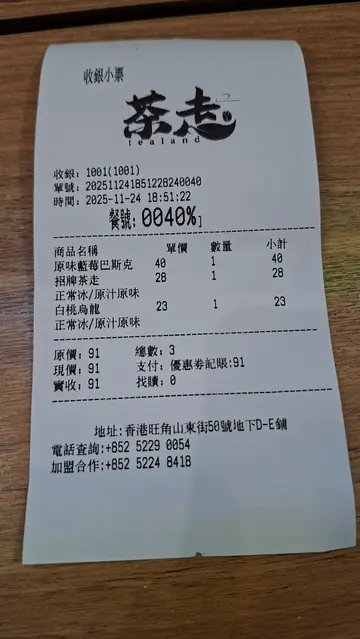 收銀小票
茶走
tealand
收銀: 1001(1001)
單號: 202511241851228240040
時間: 2025-11-24 18:51:22
餐號: 0040%]
商品名稱 單價 數量 小計
原味藍莓巴斯克 40 1 40
招牌茶走 28 1 28
正常冰/原汁原味
白桃烏龍 23 1 23
正常冰/原汁原味
原價: 91 總數: 3
現價: 91 支付: 優惠券記賬:91
實收: 91 找贖: 0
地址:香港旺角山東街50號地下D-E鋪
電話查詢:+852 5229 0054
加盟合作:+852 5224 8418